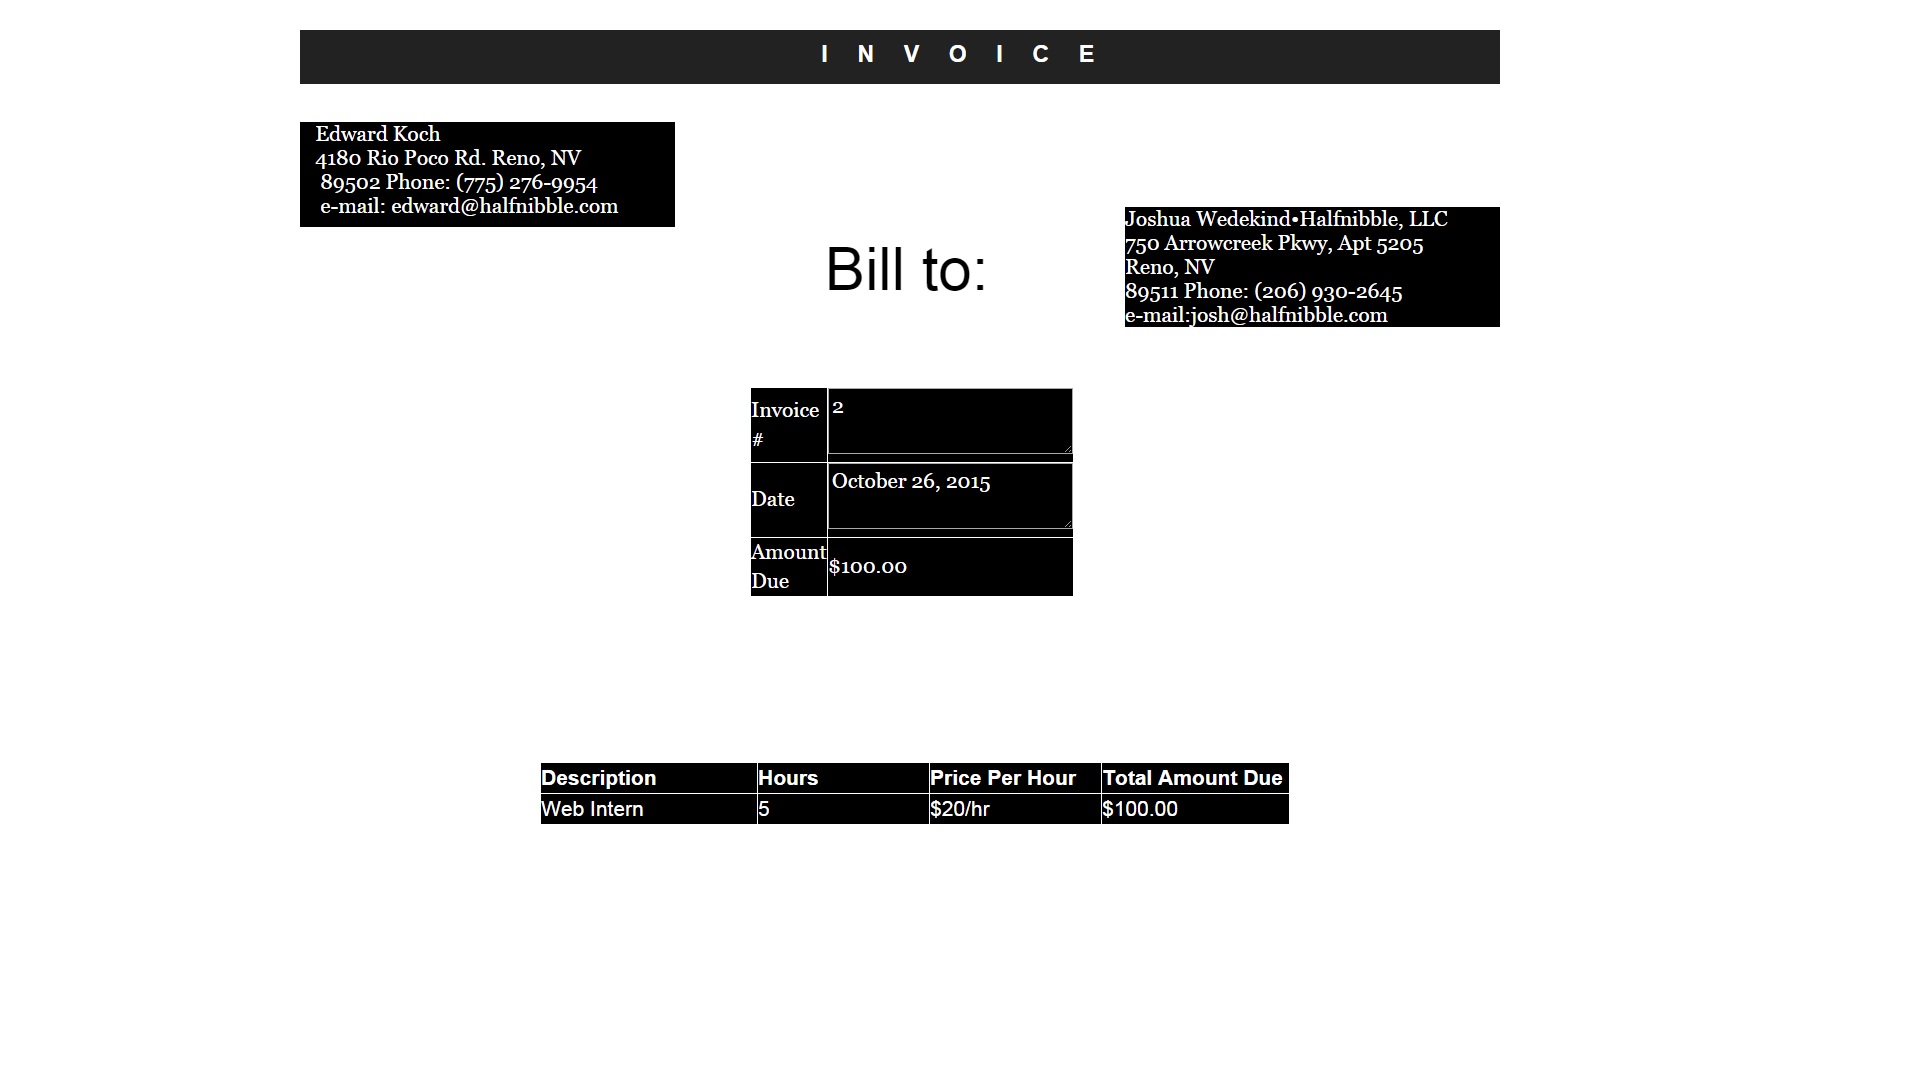 I N V O I C E
Edward Koch
4180 Rio Poco Rd. Reno, NV
89502 Phone: (775) 276-9954
e-mail: edward@halfnibble.com
Bill to:
Joshua Wedekind•Halfnibble, LLC
750 Arrowcreek Pkwy, Apt 5205
Reno, NV
89511 Phone: (206) 930-2645
e-mail:josh@halfnibble.com
Invoice # 2
Date October 26, 2015
Amount Due $100.00
Description Hours Price Per Hour Total Amount Due
Web Intern 5 $20/hr $100.00